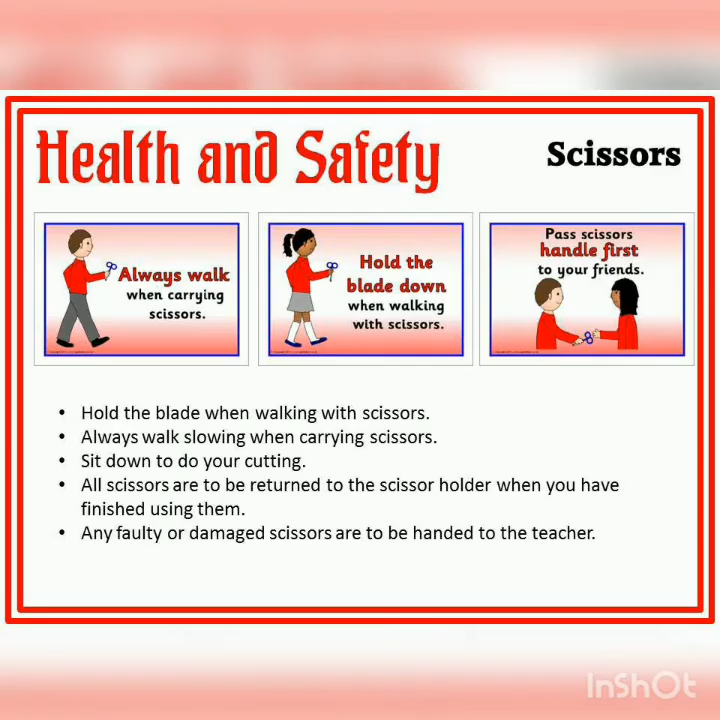 Health and Safety
Scissors
Always walk
when carrying
scissors.
Hold the
blade down
when walking
with scissors.
Pass scissors
handle first
to your friends.
• Hold the blade when walking with scissors.
• Always walk slowing when carrying scissors.
• Sit down to do your cutting.
• All scissors are to be returned to the scissor holder when you have
finished using them.
• Any faulty or damaged scissors are to be handed to the teacher.
InShOt